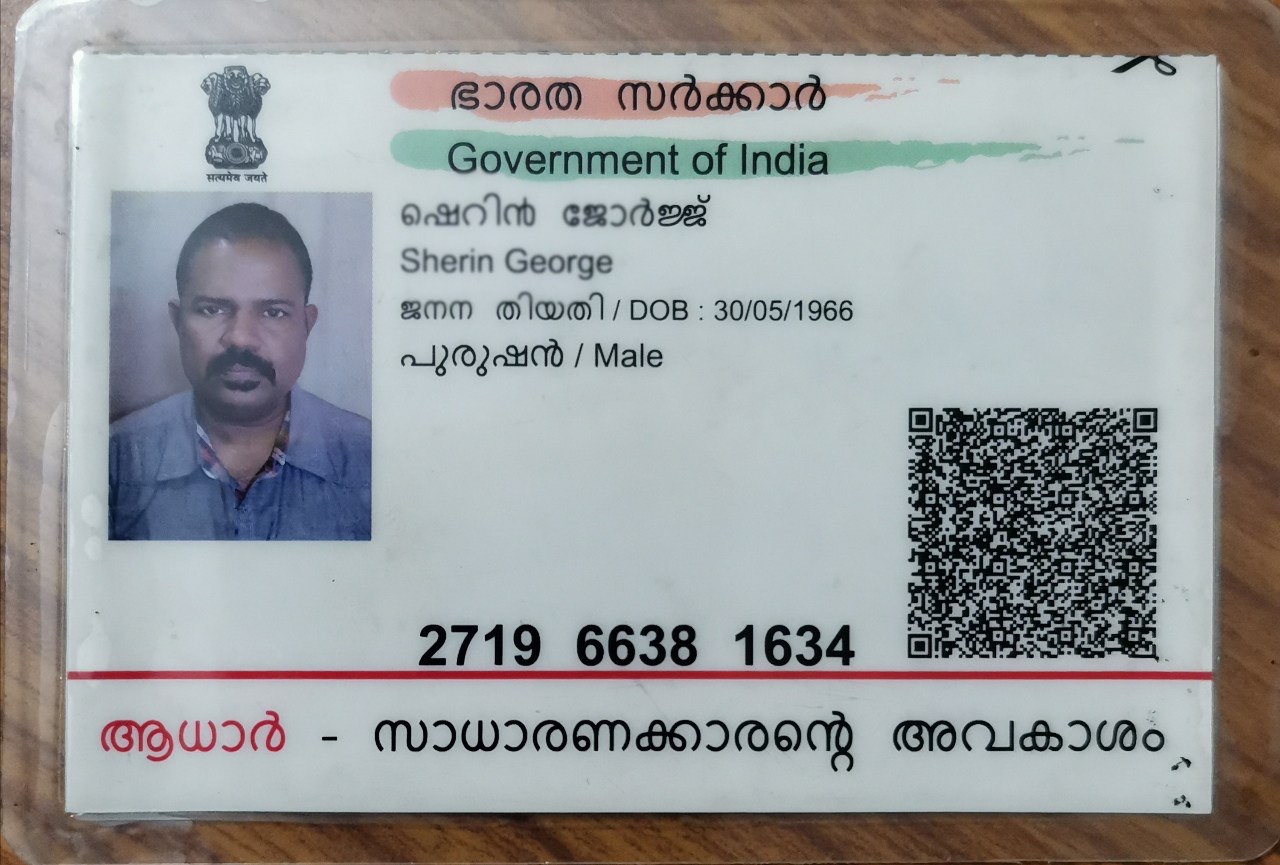 ഭാരത സർക്കാർ
Government of India
सत्यमेव जयते
ഷെറിൻ ജോർജ്ജ്
Sherin George
ജനന തിയതി / DOB : 30/05/1966
പുരുഷൻ / Male
2719 6638 1634
ആധാർ - സാധാരണക്കാരന്റെ അവകാശം